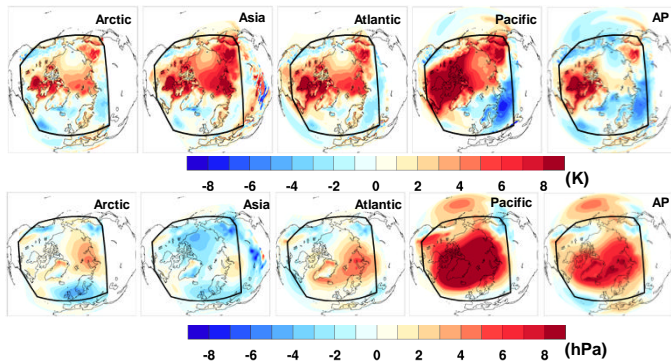 Arctic
Asia
Atlantic
Pacific
AP
-8 -6 -4 -2 0 2 4 6 8 (K)
Arctic
Asia
Atlantic
Pacific
AP
-8 -6 -4 -2 0 2 4 6 8 (hPa)